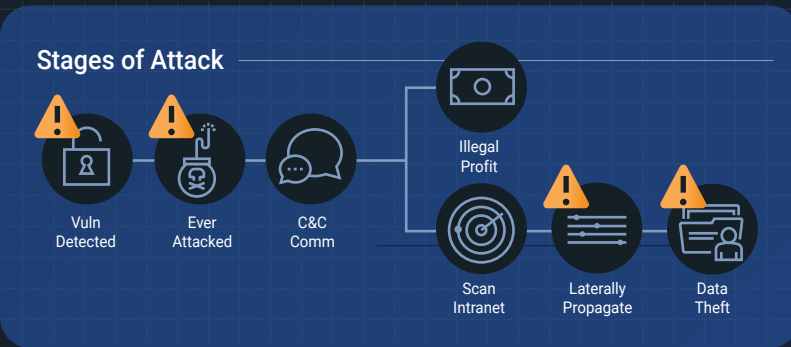 Stages of Attack
Illegal
Profit
Vuln
Detected
Ever
Attacked
C&C
Comm
Scan
Intranet
Laterally
Propagate
Data
Theft